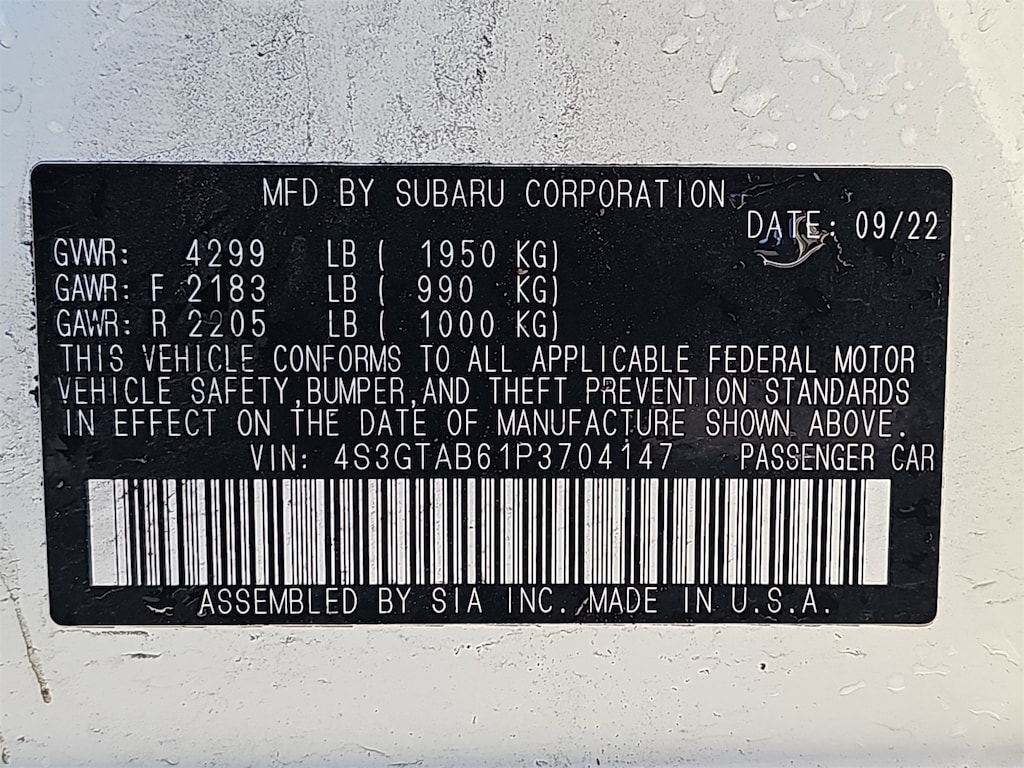 MFD BY SUBARU CORPORATION
DATE: 09/22
GVWR: 4299 LB ( 1950 KG)
GAWR: F 2183 LB ( 990 KG)
GAWR: R 2205 LB ( 1000 KG)
THIS VEHICLE CONFORMS TO ALL APPLICABLE FEDERAL MOTOR
VEHICLE SAFETY,BUMPER,AND THEFT PREVENTION STANDARDS
IN EFFECT ON THE DATE OF MANUFACTURE SHOWN ABOVE.
VIN: 4S3GTAB61P3704147 PASSENGER CAR
ASSEMBLED BY SIA INC.,MADE IN U.S.A.